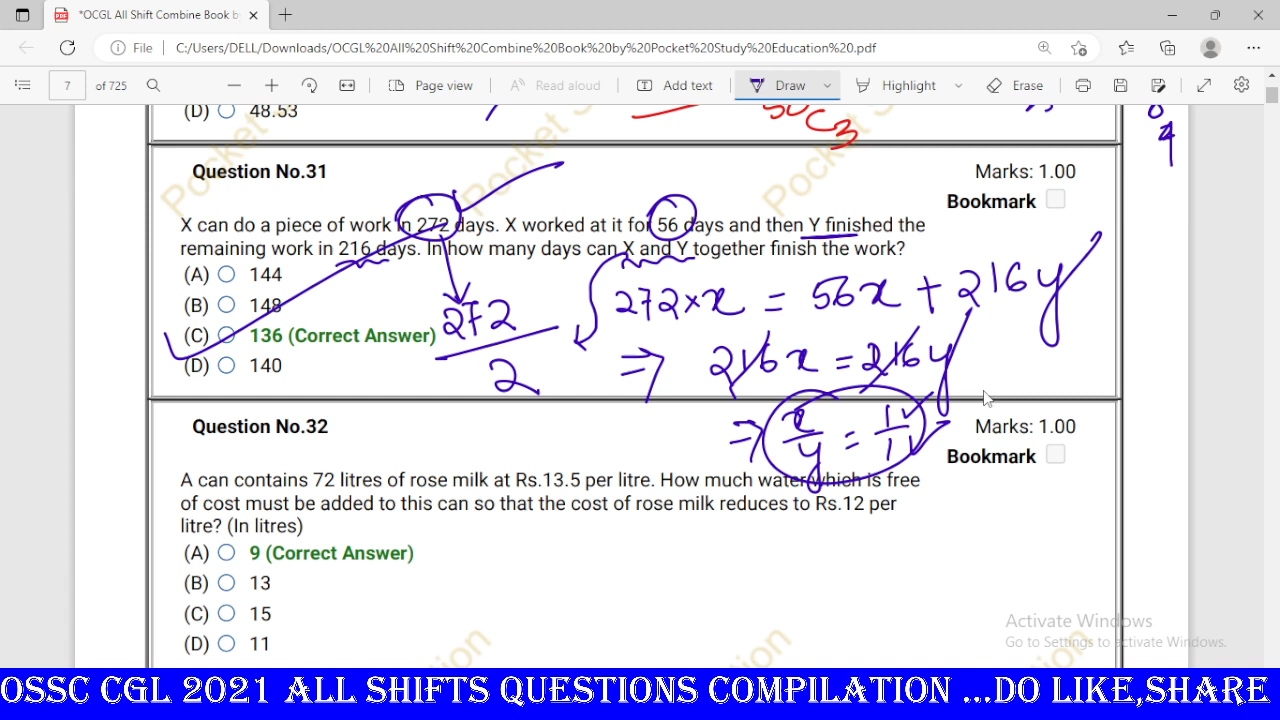 *OCGL All Shift Combine Book by
File C:/Users/DELL/Downloads/OCGL%20All%20Shift%20Combine%20Book%20by%20Pocket%20Study%20Education%20.pdf
7 of 725 Page view Read aloud Add text Draw Highlight Erase
(D) 48.53
50C3
4
Question No.31 Marks: 1.00
Bookmark
X can do a piece of work in 272 days. X worked at it for 56 days and then Y finished the
remaining work in 216 days. In how many days can X and Y together finish the work?
(A) 144
(B) 148
(C) 136 (Correct Answer)
(D) 140
272
2
272×x = 56x + 216y
⇒ 216x = 216y
⇒ x/y = 1/1
Question No.32 Marks: 1.00
Bookmark
A can contains 72 litres of rose milk at Rs.13.5 per litre. How much water which is free
of cost must be added to this can so that the cost of rose milk reduces to Rs.12 per
litre? (In litres)
(A) 9 (Correct Answer)
(B) 13
(C) 15
(D) 11
Activate Windows
Go to Settings to activate Windows.
OSSC CGL 2021 ALL SHIFTS QUESTIONS COMPILATION ...DO LIKE,SHARE